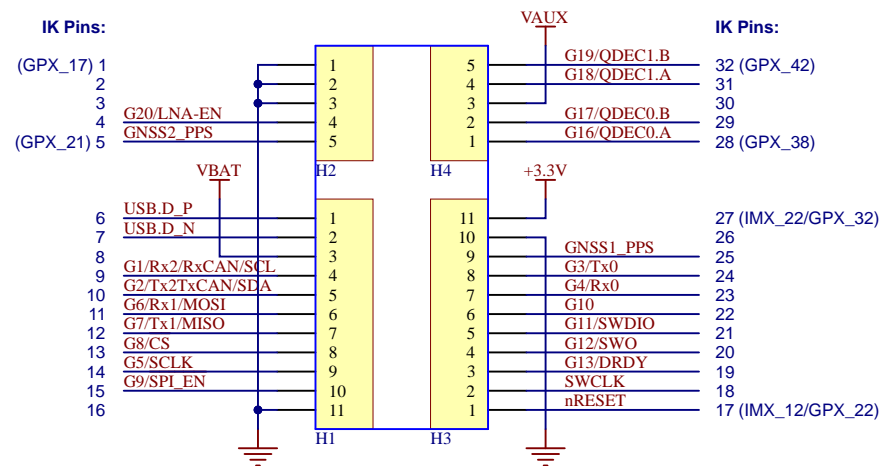 VAUX
IK Pins: IK Pins:
G19/QDEC1.B
(GPX_17) 1 1 5 32 (GPX_42)
G18/QDEC1.A
2 2 4 31
3 3 3 30
G20/LNA-EN G17/QDEC0.B
4 4 2 29
GNSS2_PPS G16/QDEC0.A
(GPX_21) 5 5 1 28 (GPX_38)
VBAT H2 H4 +3.3V
USB.D_P
6 1 11 27 (IMX_22/GPX_32)
USB.D_N
7 2 10 26
GNSS1_PPS
8 3 9 25
G1/Rx2/RxCAN/SCL G3/Tx0
9 4 8 24
G2/Tx2TxCAN/SDA G4/Rx0
10 5 7 23
G6/Rx1/MOSI G10
11 6 6 22
G7/Tx1/MISO G11/SWDIO
12 7 5 21
G8/CS G12/SWO
13 8 4 20
G5/SCLK G13/DRDY
14 9 3 19
G9/SPI_EN SWCLK
15 10 2 18
nRESET
16 11 1 17 (IMX_12/GPX_22)
H1 H3